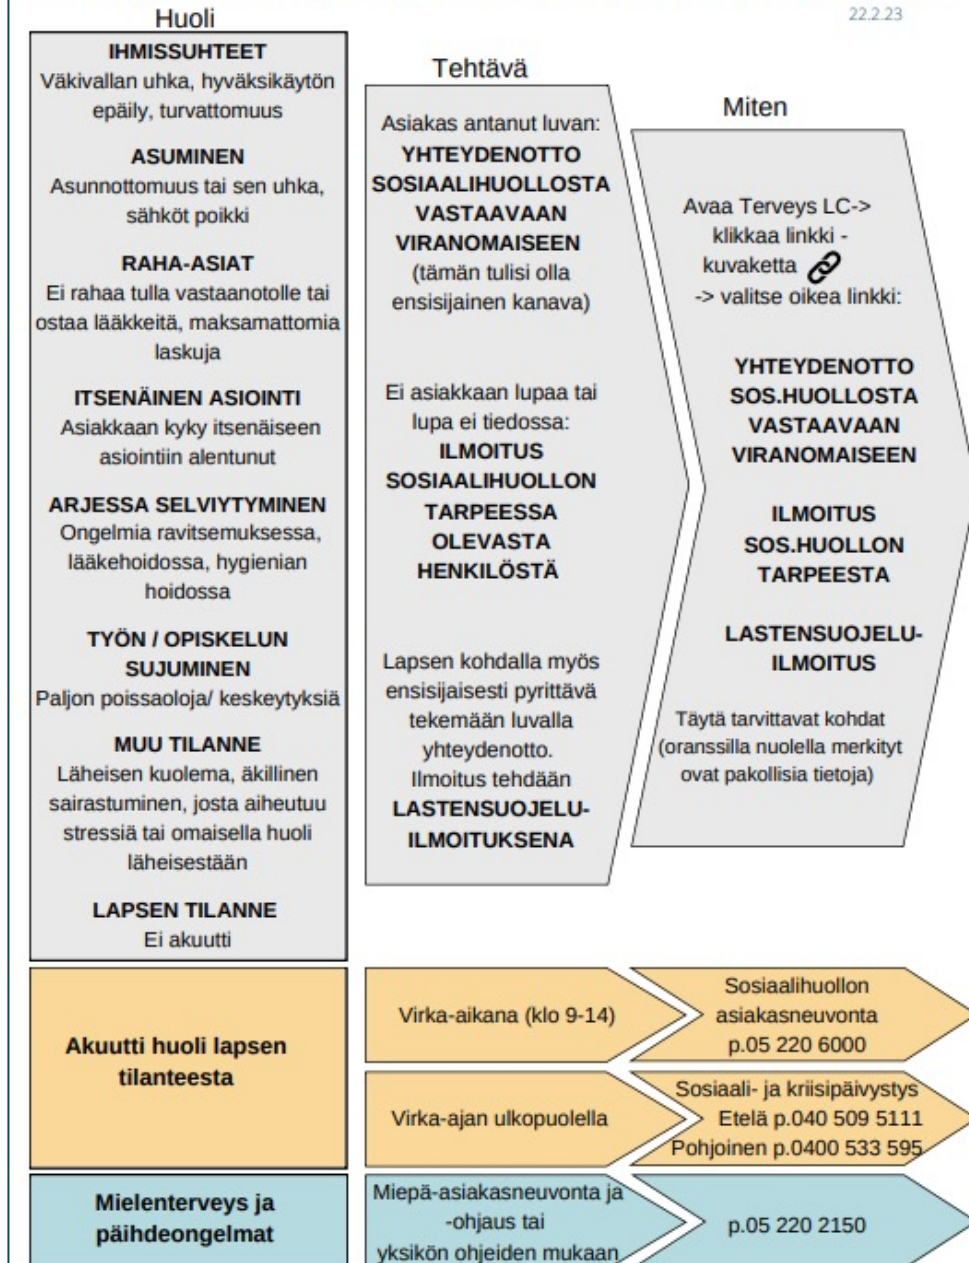 Huoli
22.2.23
IHMISSUHTEET
Väkivallan uhka, hyväksikäytön
epäily, turvattomuus
ASUMINEN
Asunnottomuus tai sen uhka,
sähköt poikki
RAHA-ASIAT
Ei rahaa tulla vastaanotolle tai
ostaa lääkkeitä, maksamattomia
laskuja
ITSENÄINEN ASIOINTI
Asiakkaan kyky itsenäiseen
asiointiin alentunut
ARJESSA SELVIYTYMINEN
Ongelmia ravitsemuksessa,
lääkehoidossa, hygienian
hoidossa
TYÖN / OPISKELUN
SUJUMINEN
Paljon poissaoloja/ keskeytyksiä
MUU TILANNE
Läheisen kuolema, äkillinen
sairastuminen, josta aiheutuu
stressiä tai omaisella huoli
läheisestään
LAPSEN TILANNE
Ei akuutti
Tehtävä
Asiakas antanut luvan:
YHTEYDENOTTO
SOSIAALIHUOLLOSTA
VASTAAVAAN
VIRANOMAISEEN
(tämän tulisi olla
ensisijainen kanava)
Ei asiakkaan lupaa tai
lupa ei tiedossa:
ILMOITUS
SOSIAALIHUOLLON
TARPEESSA
OLEVASTA
HENKILÖSTÄ
Lapsen kohdalla myös
ensisijaisesti pyrittävä
tekemään luvalla
yhteydenotto.
Ilmoitus tehdään
LASTENSUOJELU-
ILMOITUKSENA
Miten
Avaa Terveys LC->
klikkaa linkki -
kuvaketta
-> valitse oikea linkki:
YHTEYDENOTTO
SOS.HUOLLOSTA
VASTAAVAAN
VIRANOMAISEEN
ILMOITUS
SOS.HUOLLON
TARPEESTA
LASTENSUOJELU-
ILMOITUS
Täytä tarvittavat kohdat
(oranssilla nuolella merkityt
ovat pakollisia tietoja)
Akuutti huoli lapsen
tilanteesta
Virka-aikana (klo 9-14)
Sosiaalihuollon
asiakasneuvonta
p.05 220 6000
Virka-ajan ulkopuolella
Sosiaali- ja kriisipäivystys
Etelä p.040 509 5111
Pohjoinen p.0400 533 595
Mielenterveys ja
päihdeongelmat
Miepä-asiakasneuvonta ja
-ohjaus tai
yksikön ohjeiden mukaan
p.05 220 2150